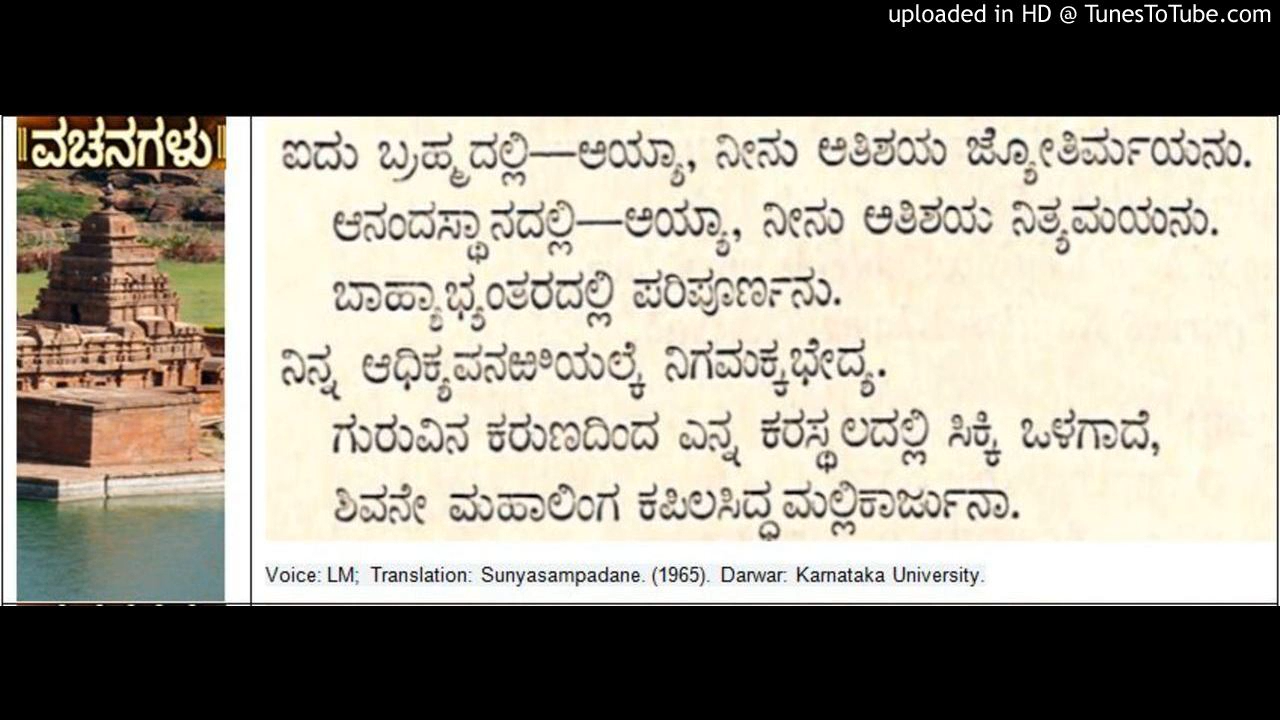 uploaded in HD @ TunesToTube.com
॥ವಚನಗಳು॥
ಐದು ಬ್ರಹ್ಮದಲ್ಲಿ—ಅಯ್ಯಾ, ನೀನು ಅತಿಶಯ ಜ್ಯೋತಿರ್ಮಯನು.
ಆನಂದಸ್ಥಾನದಲ್ಲಿ—ಅಯ್ಯಾ, ನೀನು ಅತಿಶಯ ನಿತ್ಯಮಯನು.
ಬಾಹ್ಯಾಭ್ಯಂತರದಲ್ಲಿ ಪರಿಪೂರ್ಣನು.
ನಿನ್ನ ಆಧಿಕ್ಯವನಱಿಯಲ್ಕೆ ನಿಗಮಕ್ಕಭೇದ್ಯ.
ಗುರುವಿನ ಕರುಣದಿಂದ ಎನ್ನ ಕರಸ್ಥಲದಲ್ಲಿ ಸಿಕ್ಕಿ ಒಳಗಾದೆ,
ಶಿವನೇ ಮಹಾಲಿಂಗ ಕಪಿಲಸಿದ್ಧಮಲ್ಲಿಕಾರ್ಜುನಾ.
Voice: LM; Translation: Sunyasampadane. (1965). Darwar: Karnataka University.